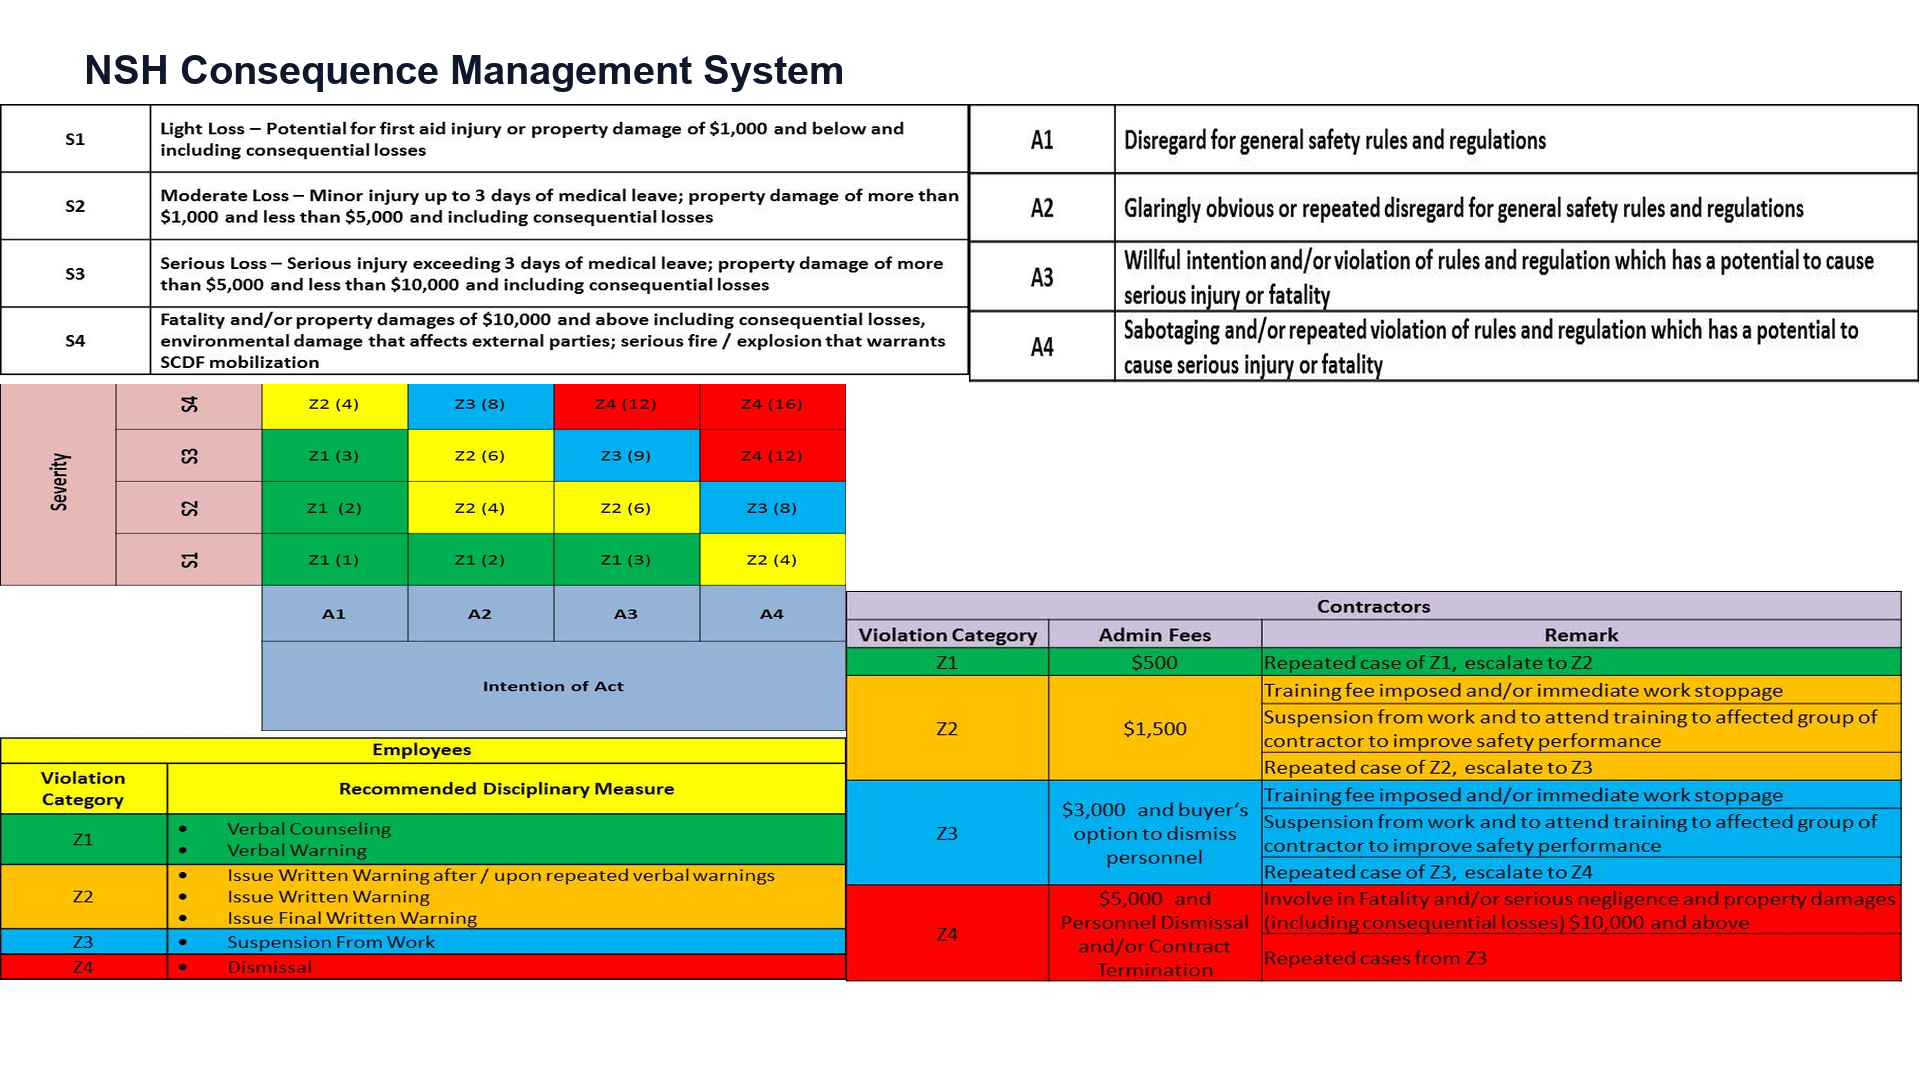 NSH Consequence Management System
S1
Light Loss – Potential for first aid injury or property damage of $1,000 and below and
including consequential losses
S2
Moderate Loss – Minor injury up to 3 days of medical leave; property damage of more than
$1,000 and less than $5,000 and including consequential losses
S3
Serious Loss – Serious injury exceeding 3 days of medical leave; property damage of more
than $5,000 and less than $10,000 and including consequential losses
S4
Fatality and/or property damages of $10,000 and above including consequential losses,
environmental damage that affects external parties; serious fire / explosion that warrants
SCDF mobilization
A1
Disregard for general safety rules and regulations
A2
Glaringly obvious or repeated disregard for general safety rules and regulations
A3
Willful intention and/or violation of rules and regulation which has a potential to cause
serious injury or fatality
A4
Sabotaging and/or repeated violation of rules and regulation which has a potential to
cause serious injury or fatality
Severity
S4 Z2 (4) Z3 (8) Z4 (12) Z4 (16)
S3 Z1 (3) Z2 (6) Z3 (9) Z4 (12)
S2 Z1 (2) Z2 (4) Z2 (6) Z3 (8)
S1 Z1 (1) Z1 (2) Z1 (3) Z2 (4)
A1 A2 A3 A4
Intention of Act
Employees
Violation
Category
Recommended Disciplinary Measure
Z1
• Verbal Counseling
• Verbal Warning
Z2
• Issue Written Warning after / upon repeated verbal warnings
• Issue Written Warning
• Issue Final Written Warning
Z3
• Suspension From Work
Z4
• Dismissal
Contractors
Violation Category Admin Fees Remark
Z1 $500 Repeated case of Z1, escalate to Z2
Z2
$1,500
Training fee imposed and/or immediate work stoppage
Suspension from work and to attend training to affected group of
contractor to improve safety performance
Repeated case of Z2, escalate to Z3
Z3
$3,000 and buyer‘s
option to dismiss
personnel
Training fee imposed and/or immediate work stoppage
Suspension from work and to attend training to affected group of
contractor to improve safety performance
Repeated case of Z3, escalate to Z4
Z4
$5,000 and
Personnel Dismissal
and/or Contract
Termination
Involve in Fatality and/or serious negligence and property damages
(including consequential losses) $10,000 and above
Repeated cases from Z3